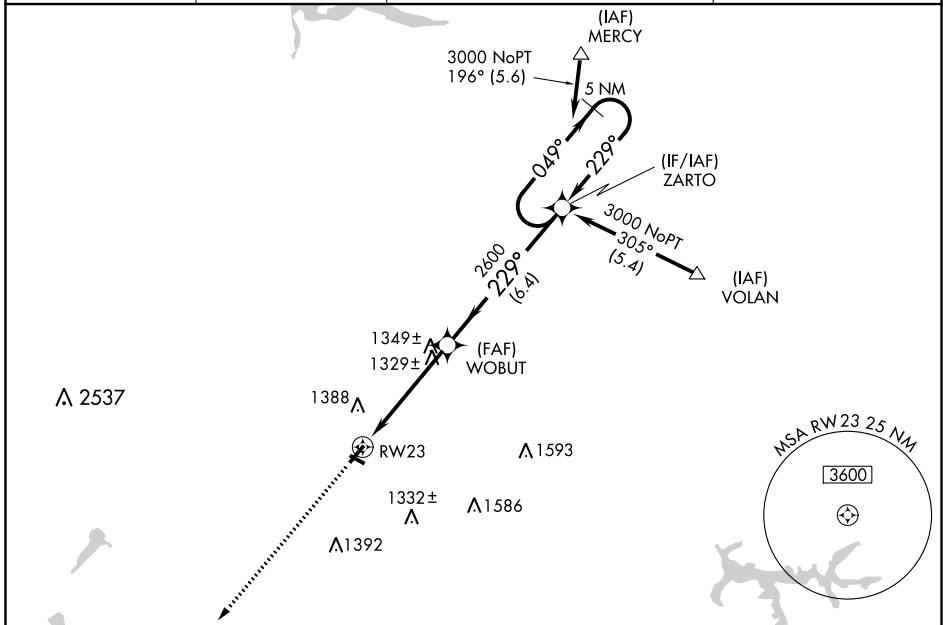 (IAF)
MERCY
3000 NoPT
196° (5.6)
5 NM
049°
229°
(IF/IAF)
ZARTO
3000 NoPT
305°
(5.4)
(IAF)
VOLAN
2600
229°
(6.4)
1349±
1329±
(FAF)
WOBUT
2537
1388
RW23
1593
1332±
1586
1392
MSA RW23 25 NM
3600